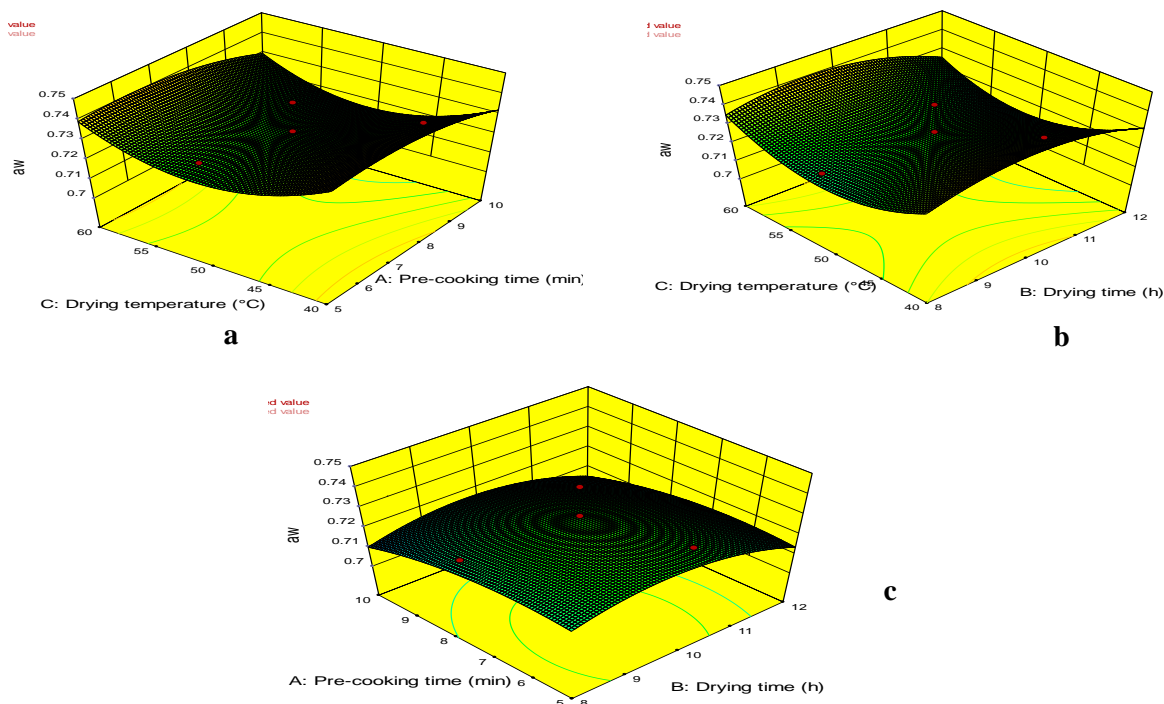 value
value
0.75
0.74
0.73
0.72
0.71
0.7
aw
60
55
50
45
40
C: Drying temperature (°C)
5
6
7
8
9
10
A: Pre-cooking time (min)
a
d value
d value
0.75
0.74
0.73
0.72
0.71
0.7
aw
60
55
50
45
40
C: Drying temperature (°C)
8
9
10
11
12
B: Drying time (h)
b
ed value
ed value
0.75
0.74
0.73
0.72
0.71
0.7
aw
10
9
8
7
6
5
A: Pre-cooking time (min)
8
9
10
11
12
B: Drying time (h)
c